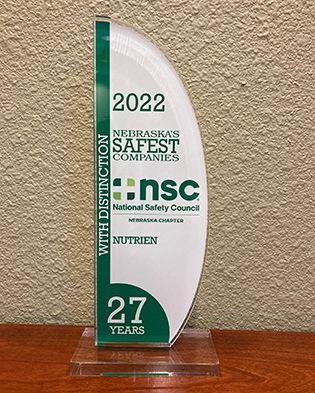 2022
NEBRASKA'S
SAFEST
COMPANIES
WITH DISTINCTION
nsc
National Safety Council
NEBRASKA CHAPTER
NUTRIEN
27
YEARS